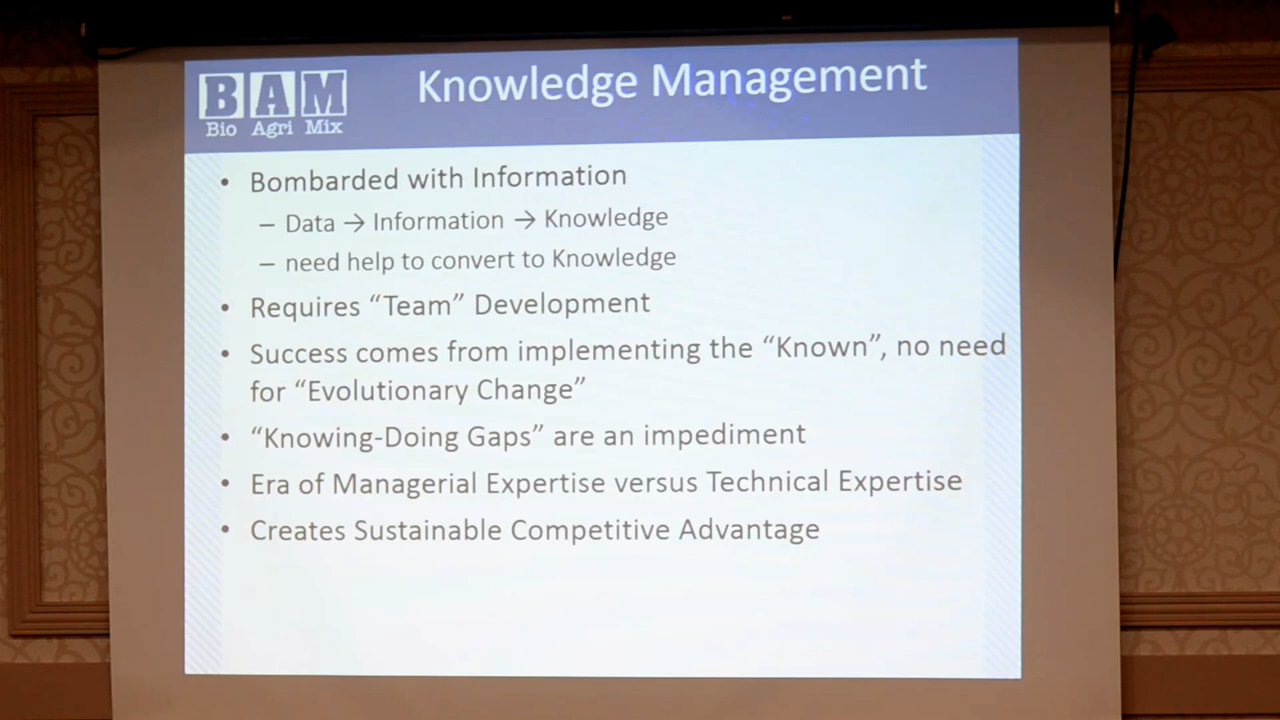 BAM
Bio Agri Mix
Knowledge Management
• Bombarded with Information
– Data → Information → Knowledge
– need help to convert to Knowledge
• Requires “Team” Development
• Success comes from implementing the “Known”, no need
for “Evolutionary Change”
• “Knowing-Doing Gaps” are an impediment
• Era of Managerial Expertise versus Technical Expertise
• Creates Sustainable Competitive Advantage